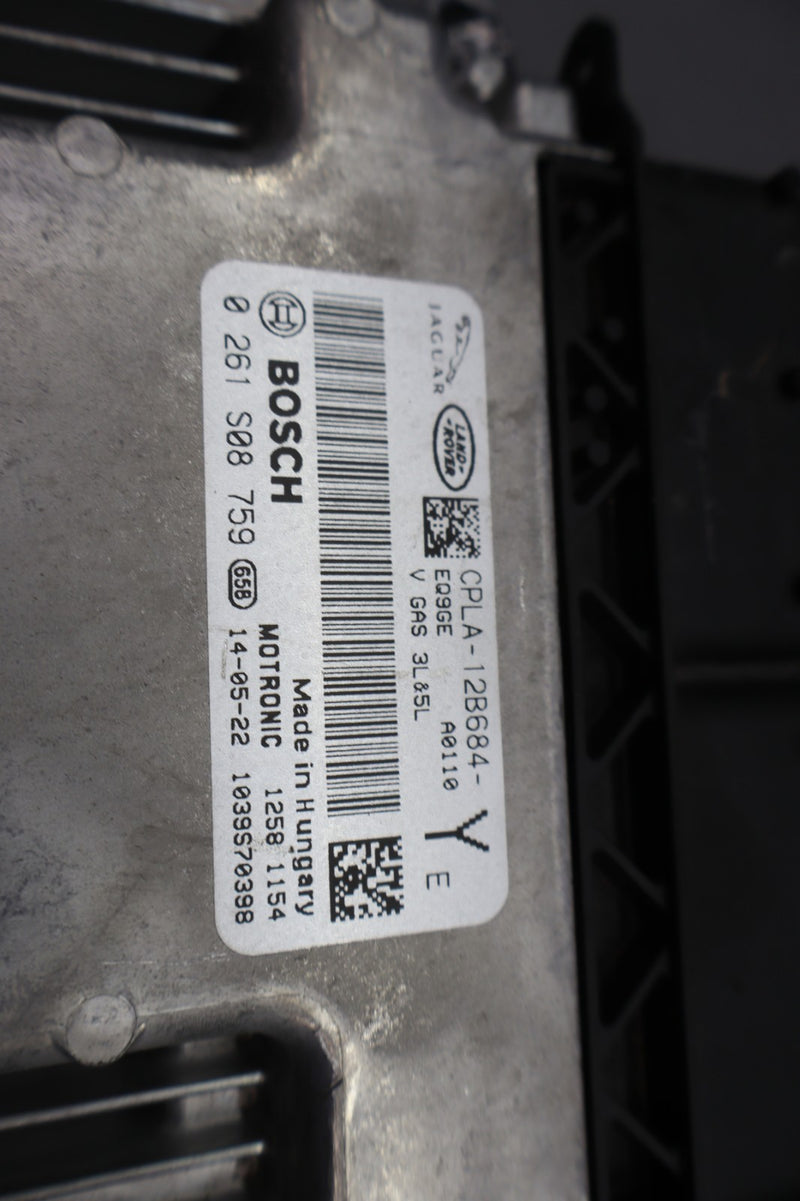 JAGUAR
LAND-
-ROVER
CPLA-12B684-
YE
EQ9GE A0110
V GAS 3L&5L
BOSCH
Made in Hungary
MOTRONIC 1258 1154
0 261 S08 759 658 14-05-22 1039S70398